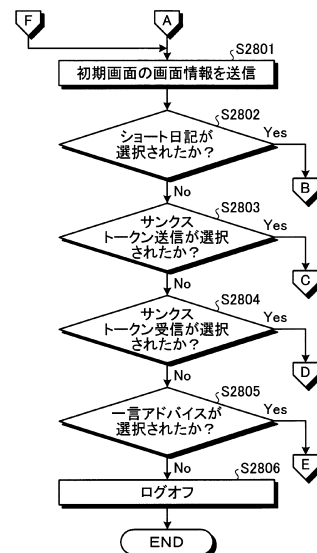 F
A
S2801
初期画面の画面情報を送信
S2802
ショート日記が
選択されたか？
Yes
B
No
S2803
サンクス
トークン送信が選択
されたか？
Yes
C
No
S2804
サンクス
トークン受信が選択
されたか？
Yes
D
No
S2805
一言アドバイスが
選択されたか？
Yes
E
No
S2806
ログオフ
END